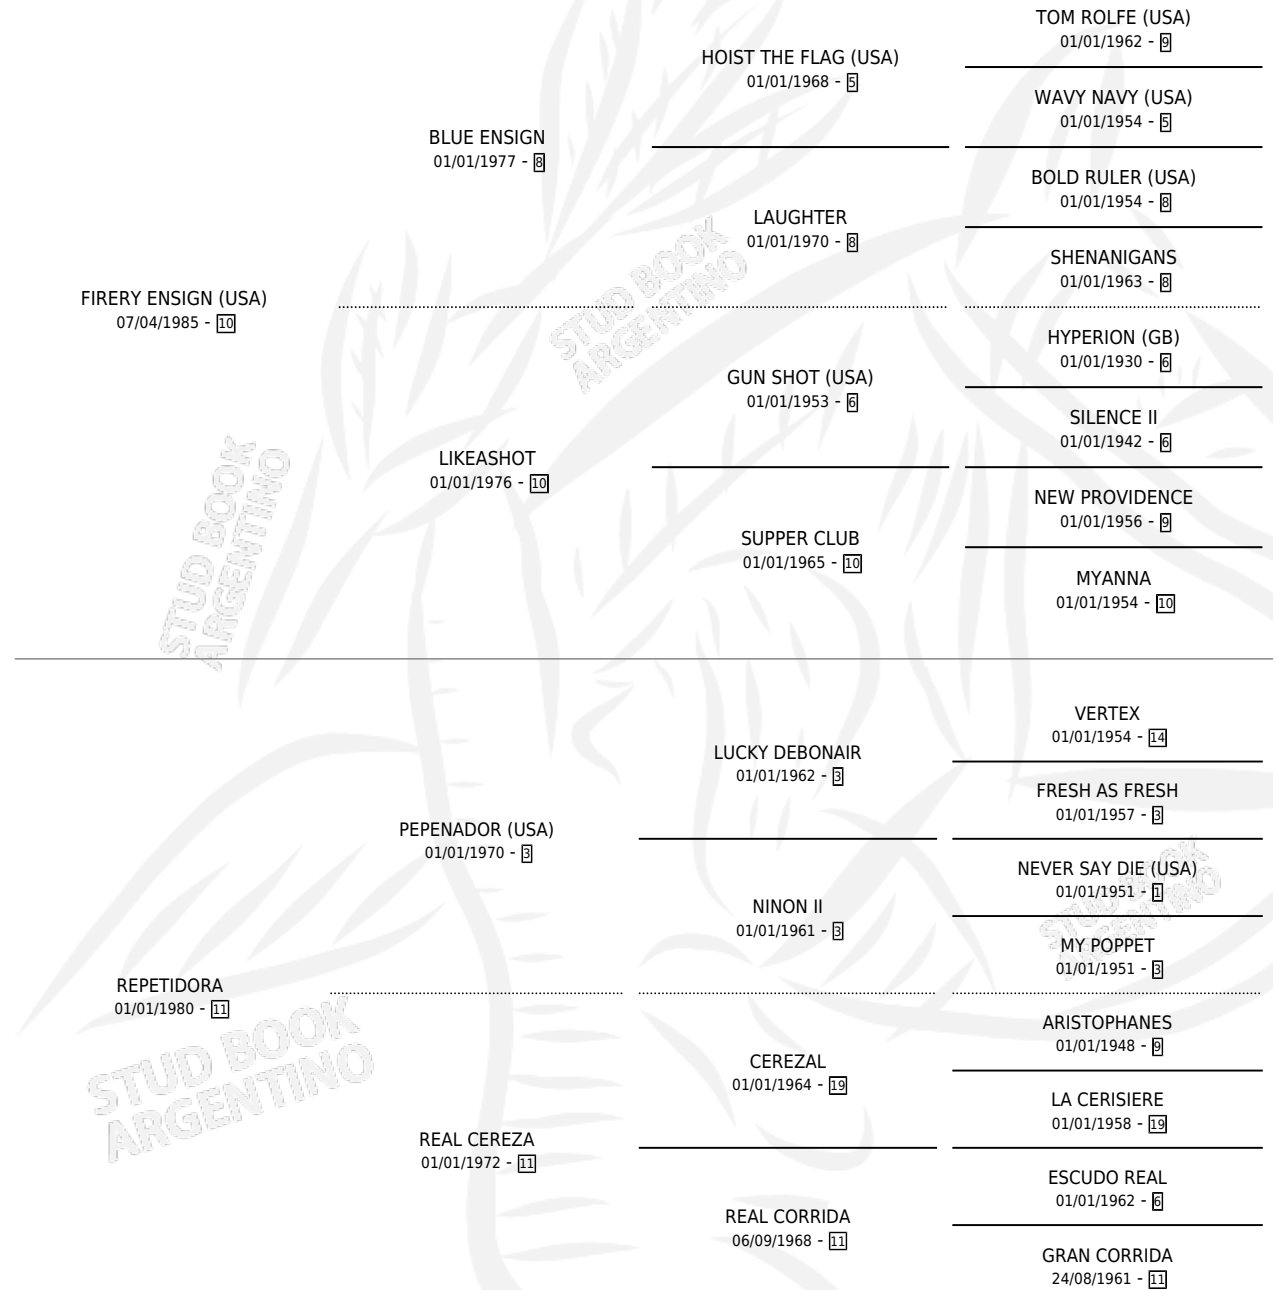 TOM ROLFE (USA)
01/01/1962 - 9
HOIST THE FLAG (USA)
01/01/1968 - 5
WAVY NAVY (USA)
01/01/1954 - 5
BLUE ENSIGN
01/01/1977 - 8
BOLD RULER (USA)
01/01/1954 - 8
LAUGHTER
01/01/1970 - 8
SHENANIGANS
01/01/1963 - 8
FIRERY ENSIGN (USA)
07/04/1985 - 10
HYPERION (GB)
01/01/1930 - 6
GUN SHOT (USA)
01/01/1953 - 6
SILENCE II
01/01/1942 - 6
LIKEASHOT
01/01/1976 - 10
NEW PROVIDENCE
01/01/1956 - 9
SUPPER CLUB
01/01/1965 - 10
MYANNA
01/01/1954 - 10
VERTEX
01/01/1954 - 14
LUCKY DEBONAIR
01/01/1962 - 3
FRESH AS FRESH
01/01/1957 - 3
PEPENADOR (USA)
01/01/1970 - 3
NEVER SAY DIE (USA)
01/01/1951 - 1
NINON II
01/01/1961 - 3
MY POPPET
01/01/1951 - 3
REPETIDORA
01/01/1980 - 11
ARISTOPHANES
01/01/1948 - 9
CEREZAL
01/01/1964 - 19
LA CERISIERE
01/01/1958 - 19
REAL CEREZA
01/01/1972 - 11
ESCUDO REAL
01/01/1962 - 6
REAL CORRIDA
06/09/1968 - 11
GRAN CORRIDA
24/08/1961 - 11
STUD BOOK
ARGENTINO
STUD BOOK
ARGENTINO
STUD BOOK
ARGENTINO
STUD BOOK
ARGENTINO